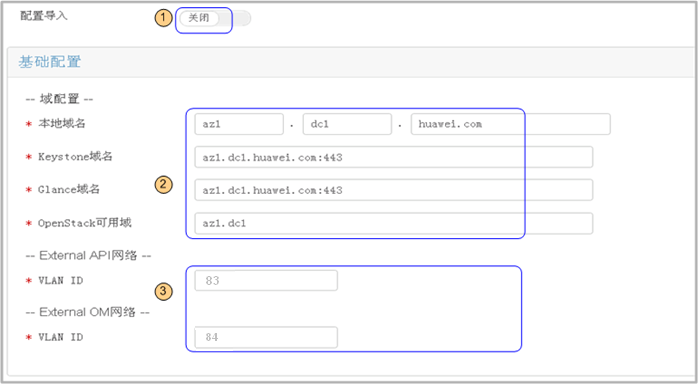 配置导入 ① 关闭
基础配置
-- 域配置 --
* 本地域名 az1 . dc1 . huawei.com
* Keystone域名 az1.dc1.huawei.com:443
②
* Glance域名 az1.dc1.huawei.com:443
* OpenStack可用域 az1.dc1
-- External API网络 --
* VLAN ID 83
③
-- External OM网络 --
* VLAN ID 84